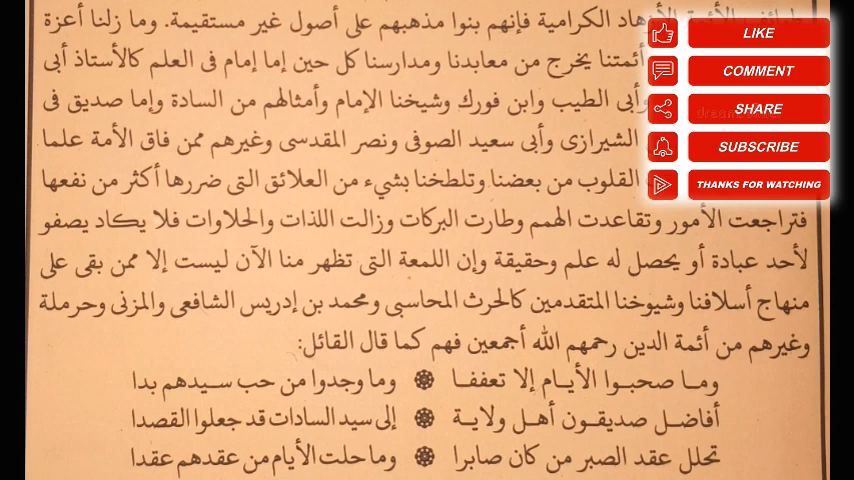 الكرامية فإنهم بنوا مذهبهم على أصول غير مستقيمة. وما زلنا أعزة
أئمتنا يخرج من معابدنا ومدارسنا كل حين إما إمام فى العلم كالأستاذ أبى
وأبى الطيب وابن فورك وشيخنا الإمام وأمثالهم من السادة وإما صديق فى
الشيرازى وأبى سعيد الصوفى ونصر المقدسى وغيرهم ممن فاق الأمة علما
القلوب من بعضنا وتلطخنا بشيء من العلائق التى ضررها أكثر من نفعها
فتراجعت الأمور وتقاعدت الهمم وطارت البركات وزالت اللذات والحلاوات فلا يكاد يصفو
لأحد عبادة أو يحصل له علم وحقيقة وإن اللمعة التى تظهر منا الآن ليست إلا ممن بقى على
منهاج أسلافنا وشيوخنا المتقدمين كالحرث المحاسبى ومحمد بن إدريس الشافعى والمزنى وحرملة
وغيرهم من أئمة الدين رحمهم الله أجمعين فهم كما قال القائل:
وما صحبوا الأيام إلا تعففا وما وجدوا من حب سيدهم بدا
أفاضل صديقون أهل ولاية إلى سيد السادات قد جعلوا القصدا
تحلل عقد الصبر من كان صابرا وما حلت الأيام من عقدهم عقدا
LIKE
COMMENT
SHARE
SUBSCRIBE
THANKS FOR WATCHING